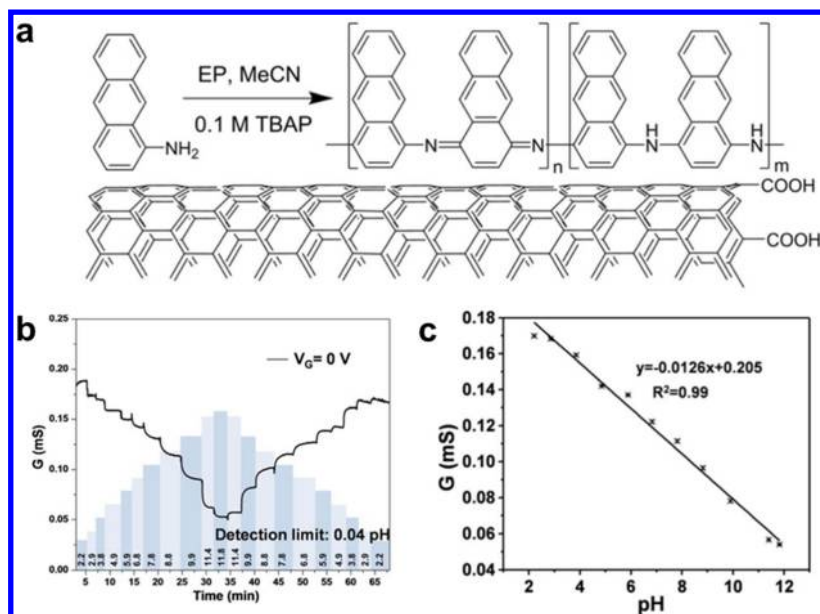 a
EP, MeCN
0.1 M TBAP
NH2
N
N
n
H
N
H
N
m
COOH
COOH
b
VG= 0 V
G (mS)
0.25
0.20
0.15
0.10
0.05
0.00
Detection limit: 0.04 pH
2.2 2.9 3.8 4.9 5.9 6.8 7.8 8.8 9.9 11.4 11.8 11.4 9.9 8.8 7.8 6.8 5.9 4.9 3.8 2.9 2.2
5 10 15 20 25 30 35 40 45 50 55 60 65
Time (min)
c
G (mS)
0.18
0.16
0.14
0.12
0.10
0.08
0.06
0.04
y=-0.0126x+0.205
R2=0.99
0 2 4 6 8 10 12
pH